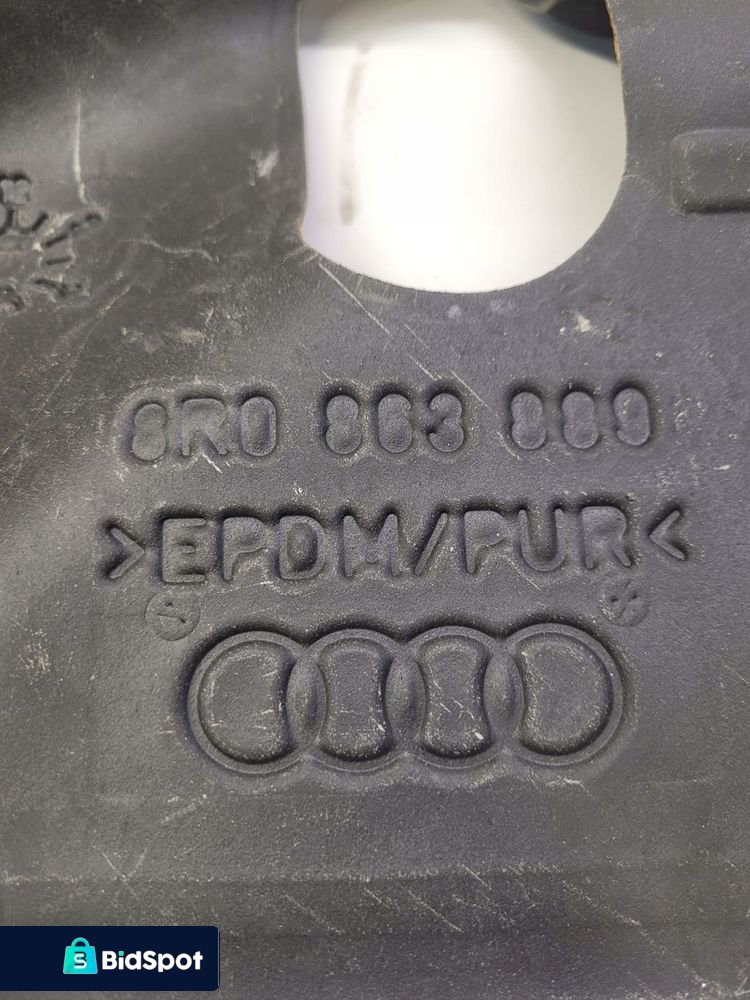 8R0 863 889
>EPDM/PUR<
BidSpot